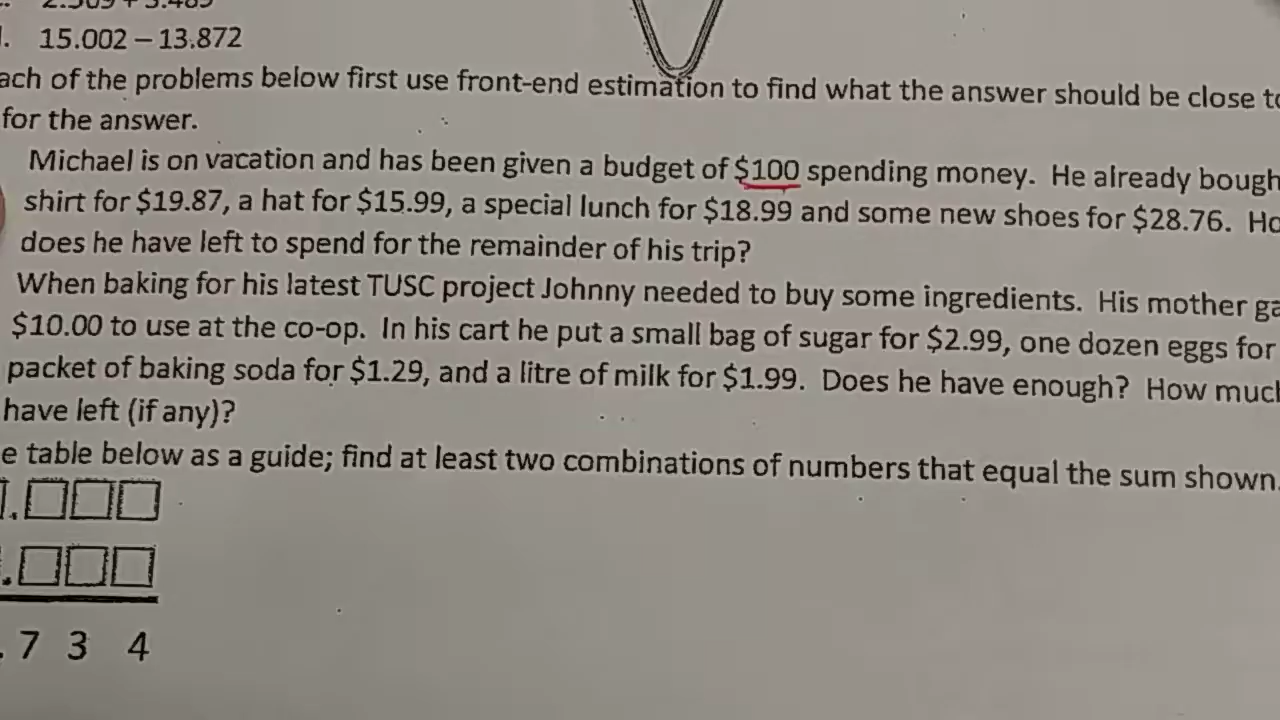 15.002 – 13.872
of the problems below first use front-end estimation to find what the answer should be close
for the answer.
Michael is on vacation and has been given a budget of $100 spending money. He already
shirt for $19.87, a hat for $15.99, a special lunch for $18.99 and some new shoes for $28.76.
does he have left to spend for the remainder of his trip?
When baking for his latest TUSC project Johnny needed to buy some ingredients. His mother
$10.00 to use at the co-op. In his cart he put a small bag of sugar for $2.99, one dozen eggs for
packet of baking soda for $1.29, and a litre of milk for $1.99. Does he have enough? How
have left (if any)?
table below as a guide; find at least two combinations of numbers that equal the sum shown.
. 7 3 4